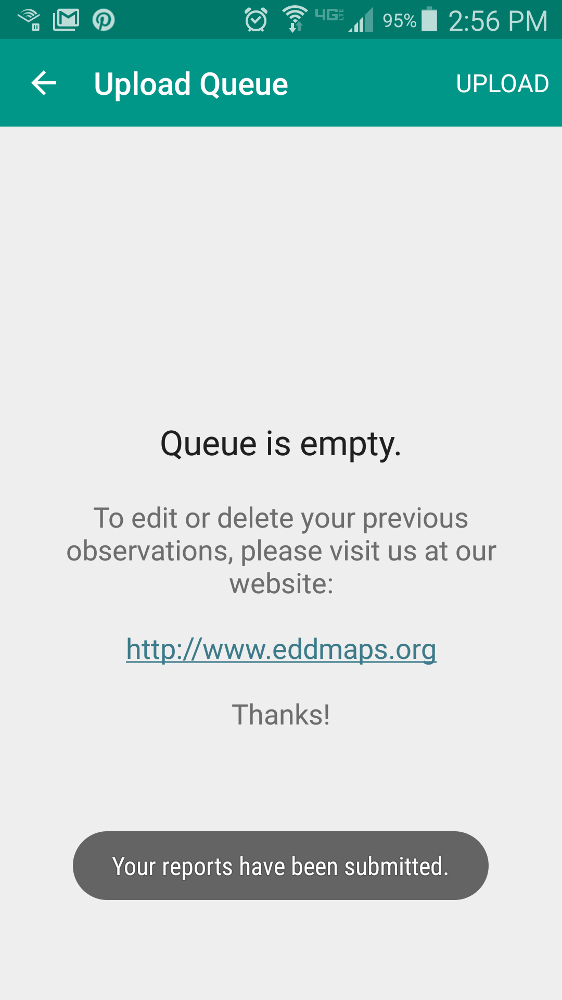 4G LTE 95% 2:56 PM
Upload Queue UPLOAD
Queue is empty.
To edit or delete your previous
observations, please visit us at our
website:
http://www.eddmaps.org
Thanks!
Your reports have been submitted.